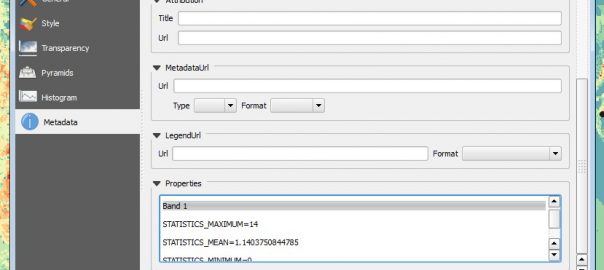 General
Style
Transparency
Pyramids
Histogram
Metadata
Attribution
Title
Url
MetadataUrl
Url
Type Format
LegendUrl
Url Format
Properties
Band 1
STATISTICS_MAXIMUM=14
STATISTICS_MEAN=1.1403750844785
STATISTICS_MINIMUM=0